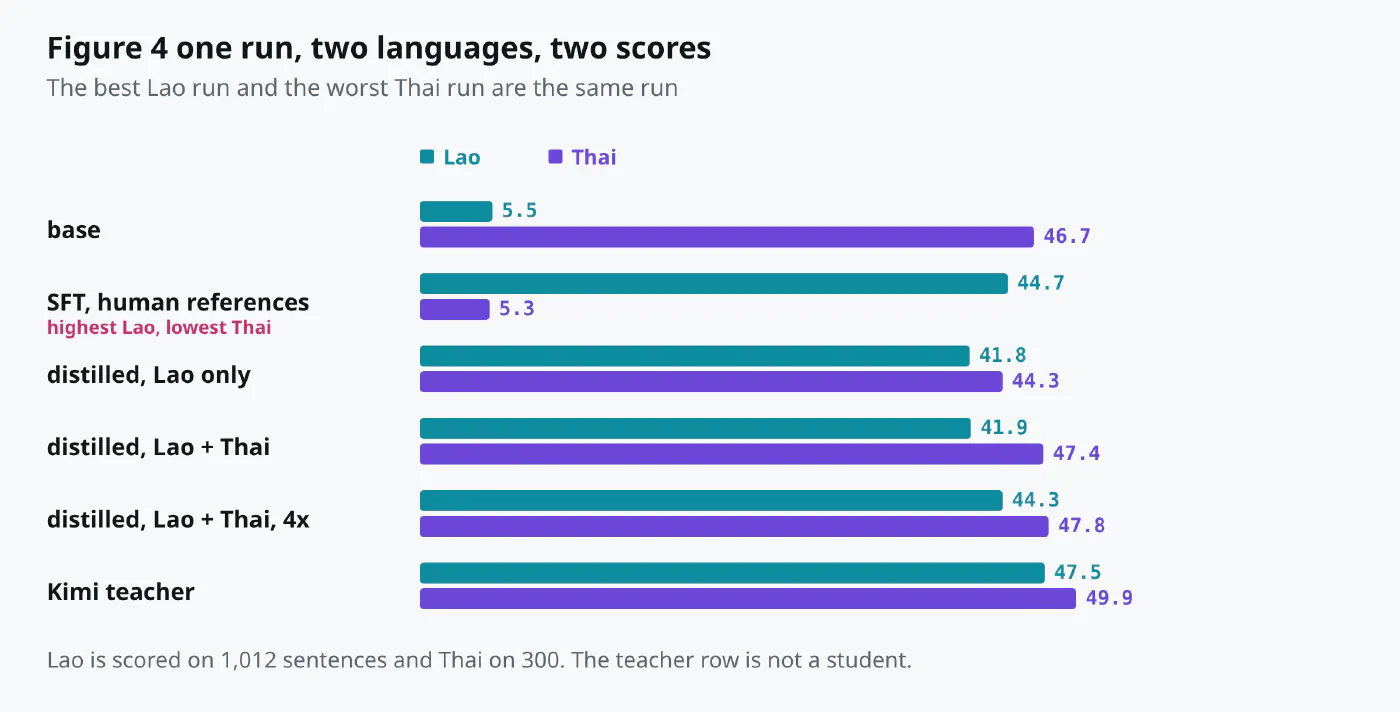 Figure 4 one run, two languages, two scores
The best Lao run and the worst Thai run are the same run
Lao Thai
base
5.5
46.7
SFT, human references
highest Lao, lowest Thai
44.7
5.3
distilled, Lao only
41.8
44.3
distilled, Lao + Thai
41.9
47.4
distilled, Lao + Thai, 4x
44.3
47.8
Kimi teacher
47.5
49.9
Lao is scored on 1,012 sentences and Thai on 300. The teacher row is not a student.